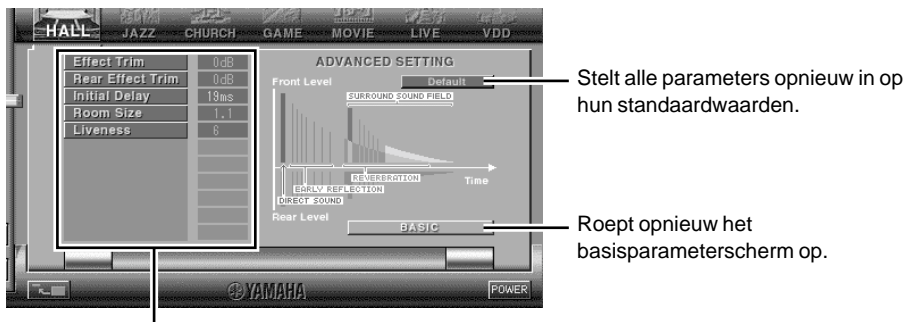 HALL JAZZ CHURCH GAME MOVIE LIVE VDD
Effect Trim 0dB
Rear Effect Trim 0dB
Initial Delay 19ms
Room Size 1.1
Liveness 6
ADVANCED SETTING
Front Level
Default
SURROUND SOUND FIELD
REVERBRATION
Time
EARLY REFLECTION
DIRECT SOUND
Rear Level
BASIC
YAMAHA
POWER
Stelt alle parameters opnieuw in op
hun standaardwaarden.
Roept opnieuw het
basisparameterscherm op.